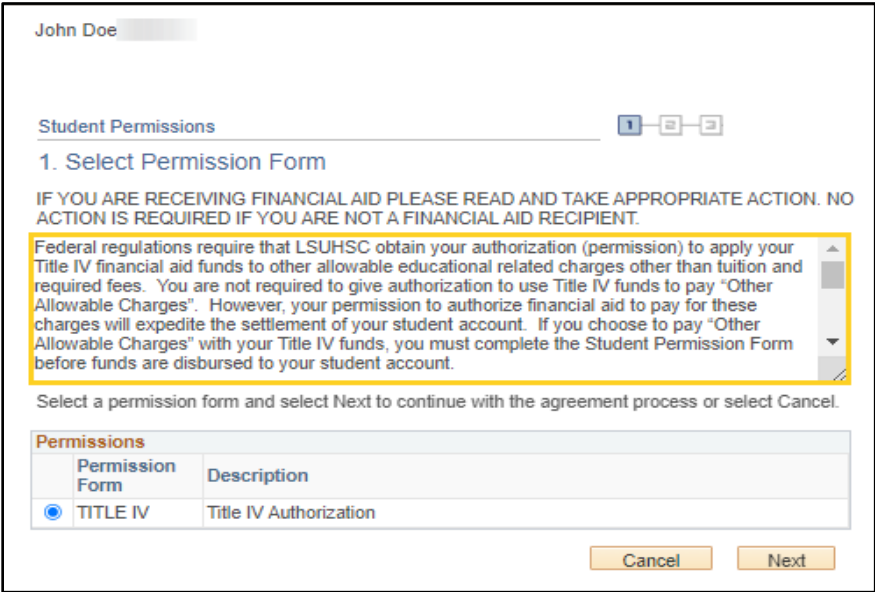 John Doe
Student Permissions
1 2 3
1. Select Permission Form
IF YOU ARE RECEIVING FINANCIAL AID PLEASE READ AND TAKE APPROPRIATE ACTION. NO
ACTION IS REQUIRED IF YOU ARE NOT A FINANCIAL AID RECIPIENT.
Federal regulations require that LSUHSC obtain your authorization (permission) to apply your
Title IV financial aid funds to other allowable educational related charges other than tuition and
required fees. You are not required to give authorization to use Title IV funds to pay “Other
Allowable Charges”. However, your permission to authorize financial aid to pay for these
charges will expedite the settlement of your student account. If you choose to pay “Other
Allowable Charges” with your Title IV funds, you must complete the Student Permission Form
before funds are disbursed to your student account.
Select a permission form and select Next to continue with the agreement process or select Cancel.
Permissions
Permission
Form
Description
TITLE IV Title IV Authorization
Cancel Next